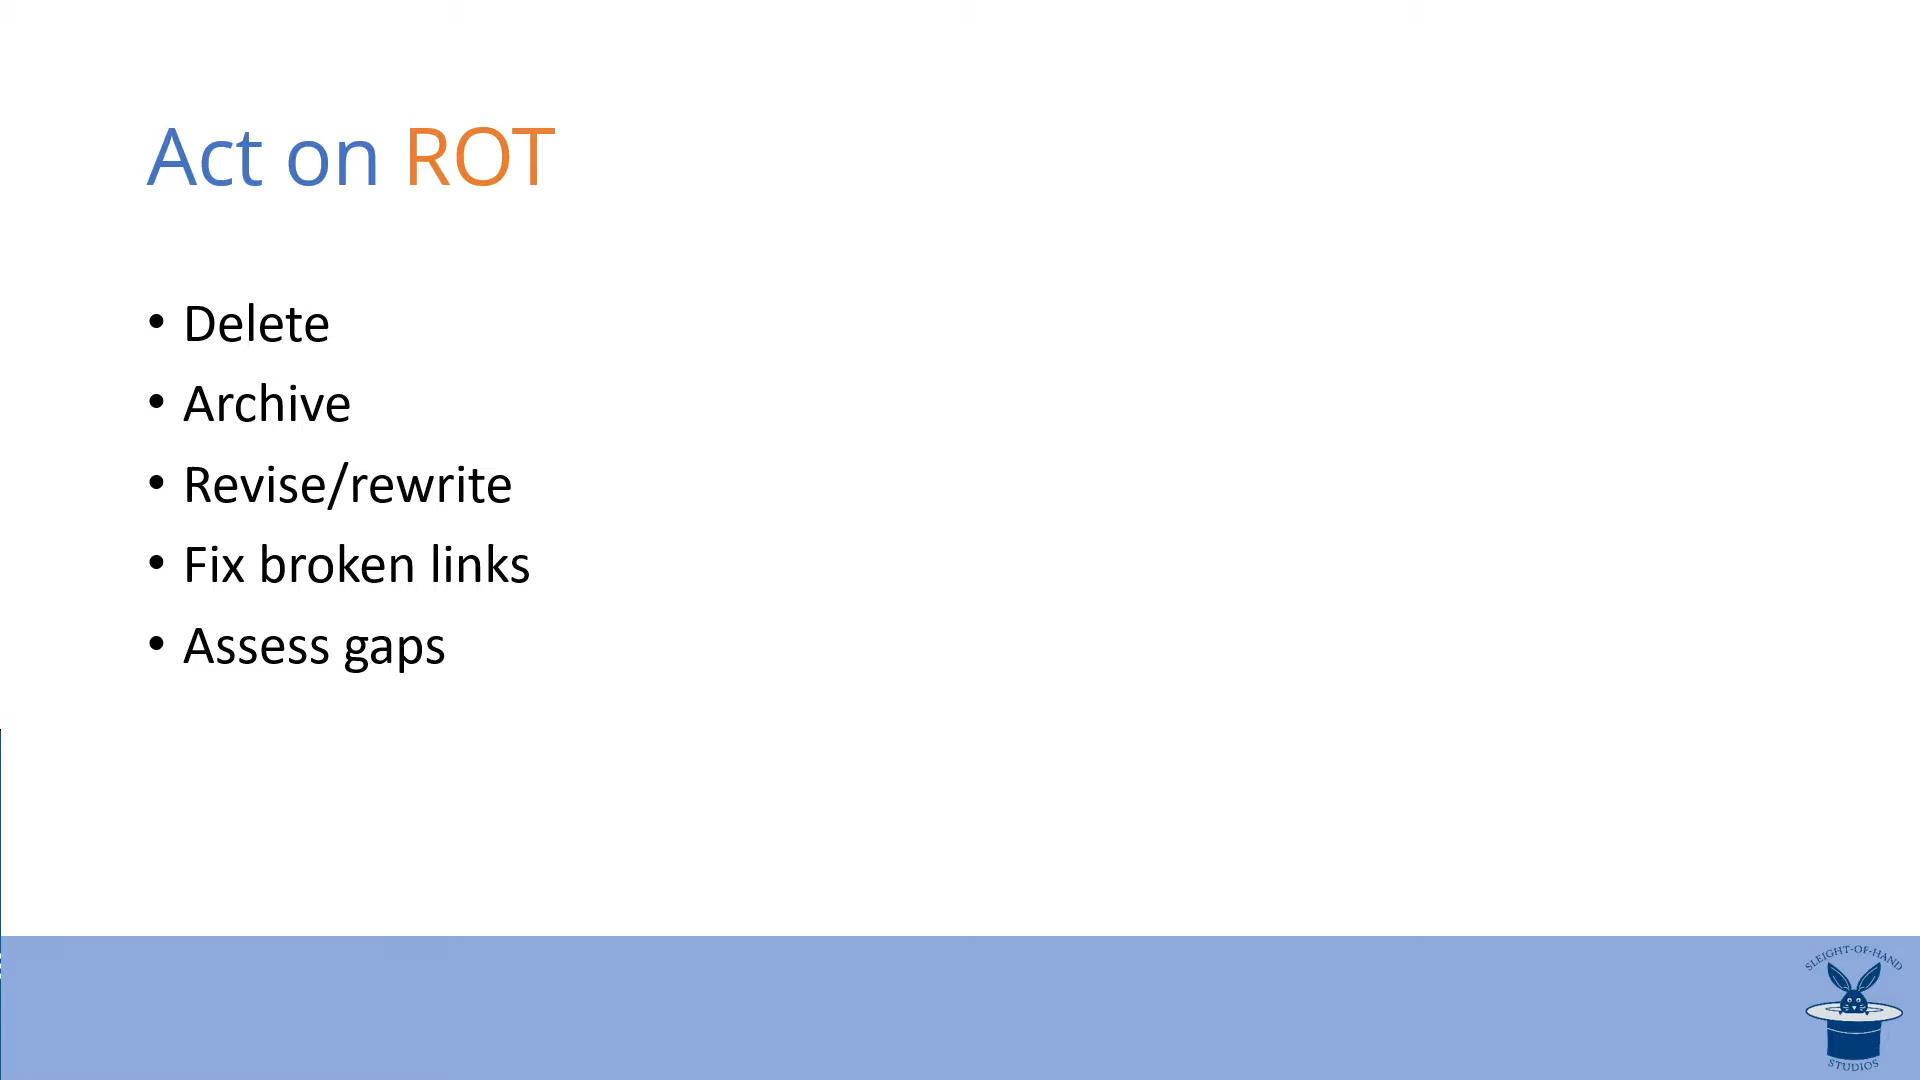 Act on ROT
• Delete
• Archive
• Revise/rewrite
• Fix broken links
• Assess gaps
SLEIGHT-OF-HAND
STUDIOS